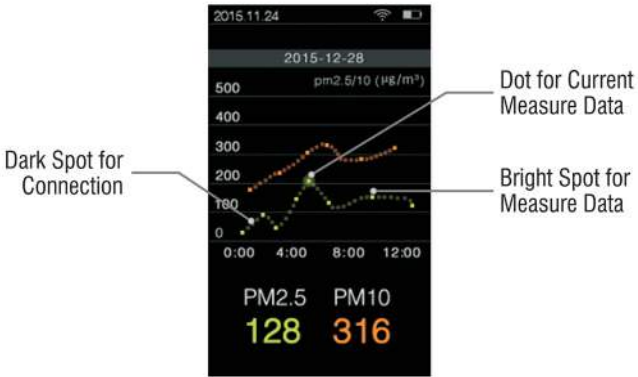 2015.11.24
2015-12-28
pm2.5/10 (μg/m³)
500
400
300
200
100
0
0:00 4:00 8:00 12:00
PM2.5 PM10
128 316
Dark Spot for
Connection
Dot for Current
Measure Data
Bright Spot for
Measure Data